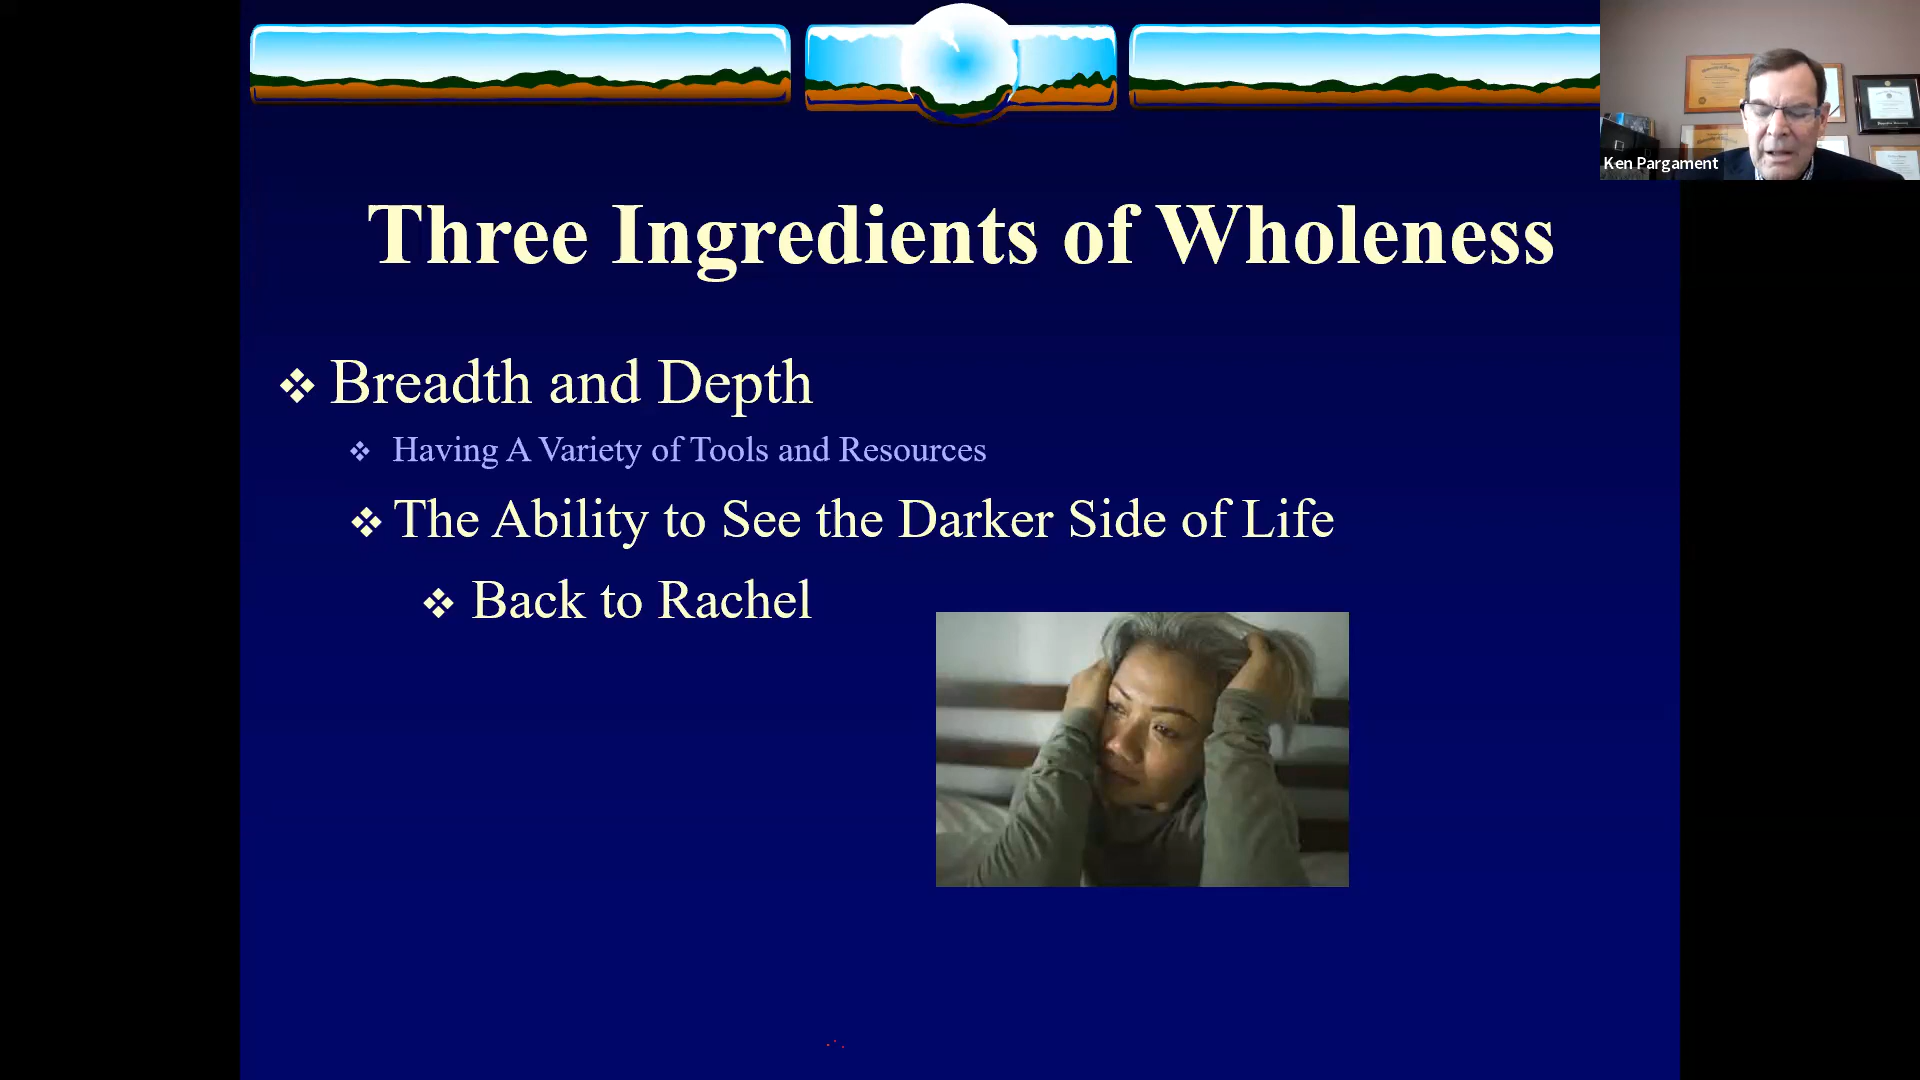 Ken Pargament
Three Ingredients of Wholeness
Breadth and Depth
Having A Variety of Tools and Resources
The Ability to See the Darker Side of Life
Back to Rachel